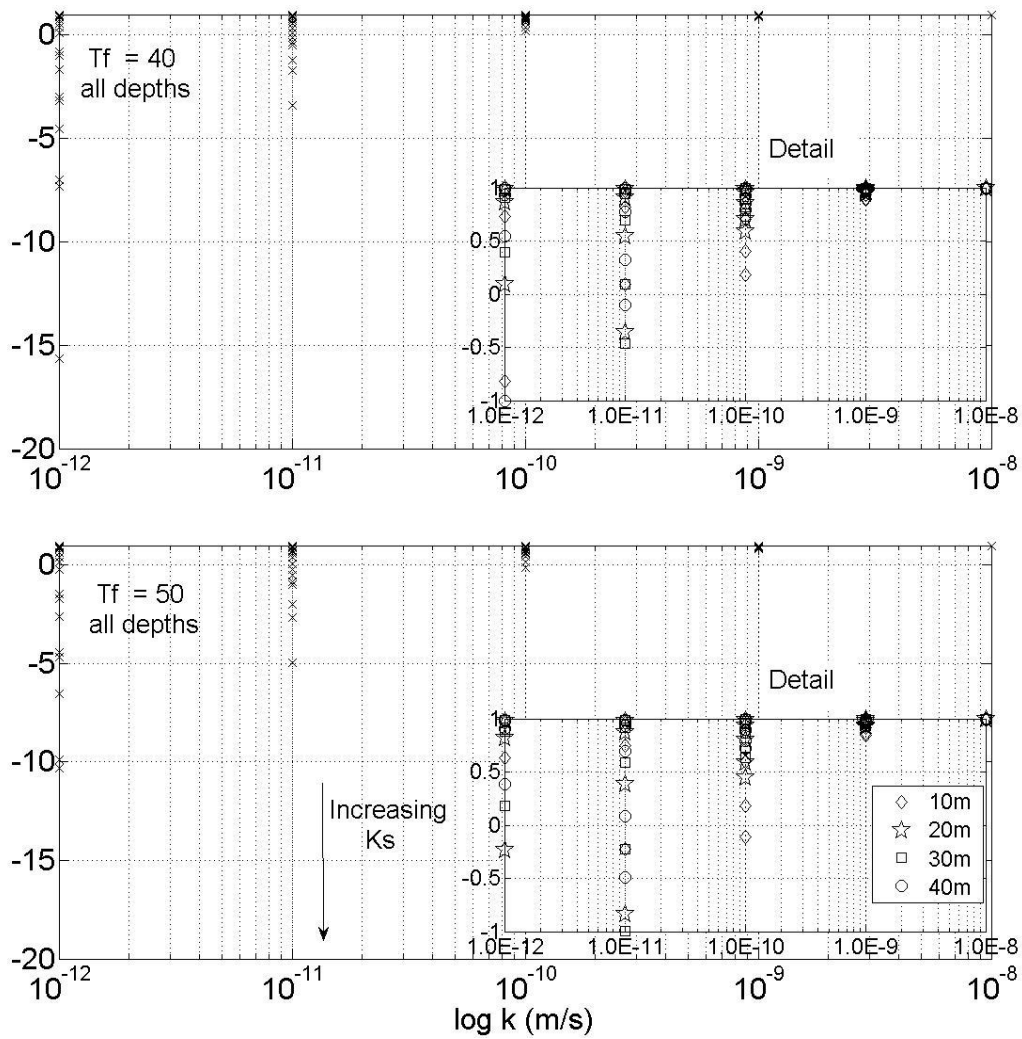 0
Tf = 40
all depths
-5
Detail
-10
1
0.5
0
-0.5
-1
-15
1.0E-12 1.0E-11 1.0E-10 1.0E-9 1.0E-8
-20
10-12 10-11 10-10 10-9 10-8
0
Tf = 50
all depths
-5
Detail
-10
1
0.5
0
-0.5
-1
Increasing
Ks
10m
20m
30m
40m
-15
1.0E-12 1.0E-11 1.0E-10 1.0E-9 1.0E-8
-20
10-12 10-11 10-10 10-9 10-8
log k (m/s)